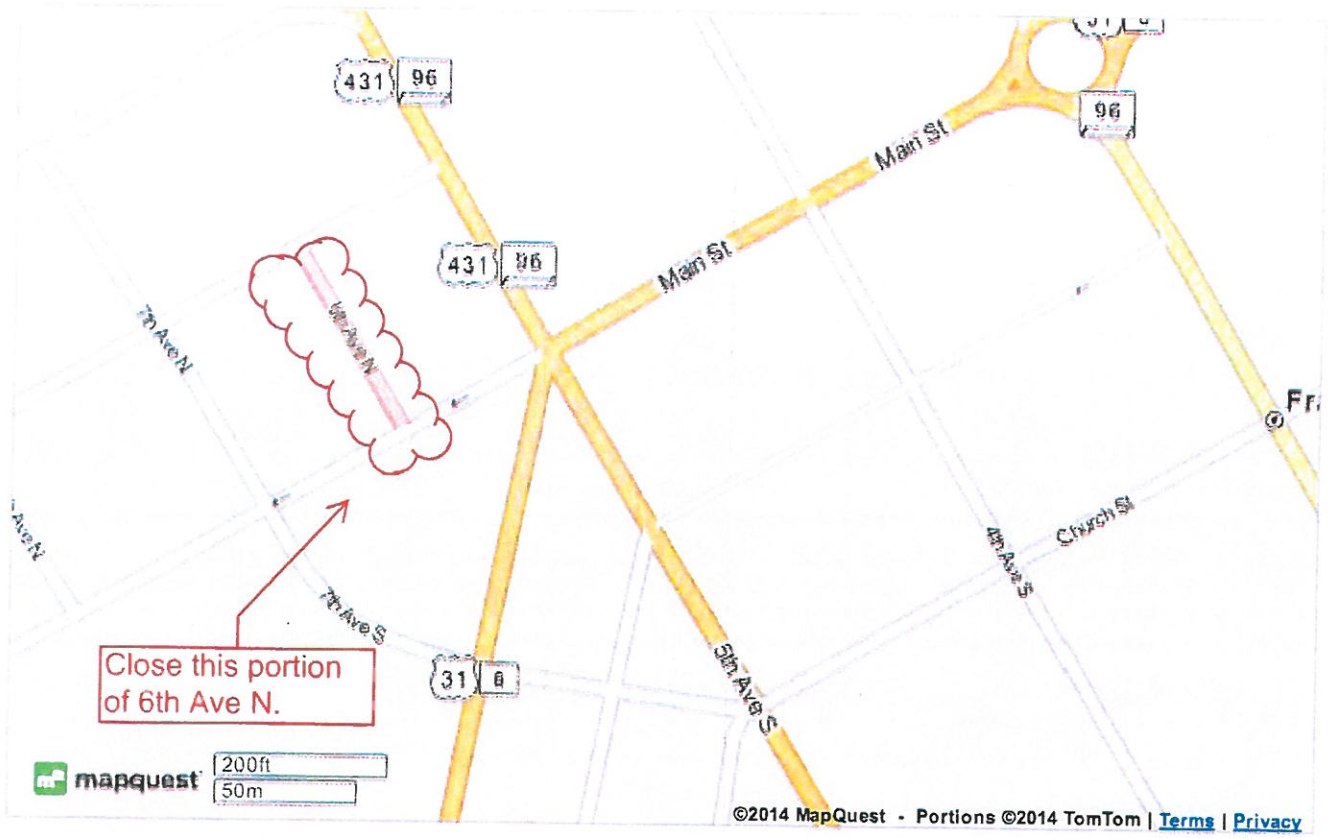 431
96
96
Main St
431
96
Main St
7th Ave N
6th Ave N
Fr
Church St
4th Ave S
Ave N
7th Ave S
31
5th Ave S
Close this portion
of 6th Ave N.
mapquest
200ft
50m
©2014 MapQuest - Portions ©2014 TomTom | Terms | Privacy